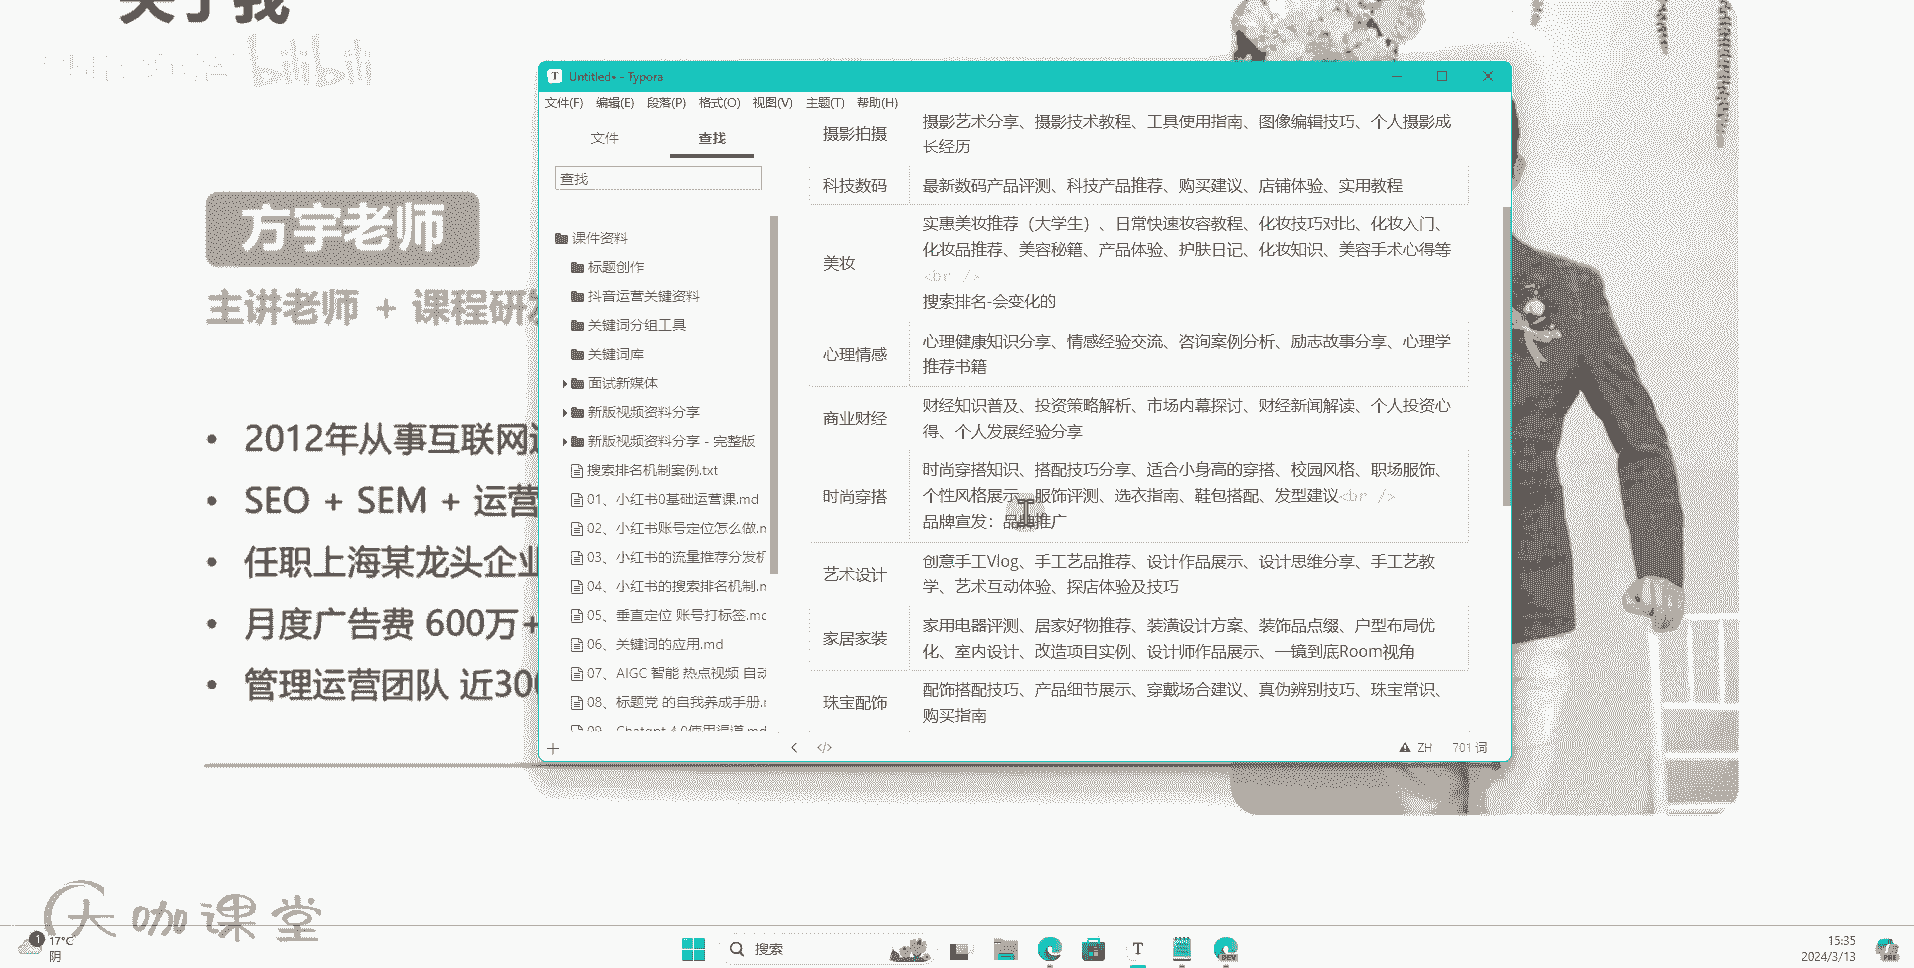 关于我
bilibili
方宇老师
主讲老师 + 课程研发
• 2012年从事互联网运
• SEO + SEM + 运营
• 任职上海某龙头企业
• 月度广告费 600万+
• 管理运营团队 近300
大咖课堂
Untitled• - Typora
文件(F) 编辑(E) 段落(P) 格式(O) 视图(V) 主题(T) 帮助(H)
文件 查找
查找
课件资料
标题创作
抖音运营关键资料
关键词分组工具
关键词库
面试新媒体
新版视频资料分享
新版视频资料分享 - 完整版
搜索排名机制案例.txt
01、小红书0基础运营课.md
02、小红书账号定位怎么做.m
03、小红书的流量推荐分发机
04、小红书的搜索排名机制.m
05、垂直定位 账号打标签.mc
06、关键词的应用.md
07、AIGC 智能 热点视频 自动
08、标题党 的自我养成手册.r
09、Chatgpt 4.0使用渠道.md
摄影拍摄
摄影艺术分享、摄影技术教程、工具使用指南、图像编辑技巧、个人摄影成
长经历
科技数码
最新数码产品评测、科技产品推荐、购买建议、店铺体验、实用教程
美妆
实惠美妆推荐（大学生）、日常快速妆容教程、化妆技巧对比、化妆入门、
化妆品推荐、美容秘籍、产品体验、护肤日记、化妆知识、美容手术心得等
<br />
搜索排名-会变化的
心理情感
心理健康知识分享、情感经验交流、咨询案例分析、励志故事分享、心理学
推荐书籍
商业财经
财经知识普及、投资策略解析、市场内幕探讨、财经新闻解读、个人投资心
得、个人发展经验分享
时尚穿搭
时尚穿搭知识、搭配技巧分享、适合小身高的穿搭、校园风格、职场服饰、
个性风格展示、服饰评测、选衣指南、鞋包搭配、发型建议<br />
品牌宣发：品牌推广
艺术设计
创意手工Vlog、手工艺品推荐、设计作品展示、设计思维分享、手工艺教
学、艺术互动体验、探店体验及技巧
家居家装
家用电器评测、居家好物推荐、装潢设计方案、装饰品点缀、户型布局优
化、室内设计、改造项目实例、设计师作品展示、一镜到底Room视角
珠宝配饰
配饰搭配技巧、产品细节展示、穿戴场合建议、真伪辨别技巧、珠宝常识、
购买指南
ZH 701 词
1 17°C
阴
搜索
T
DEV
15:35
2024/3/13
PRE